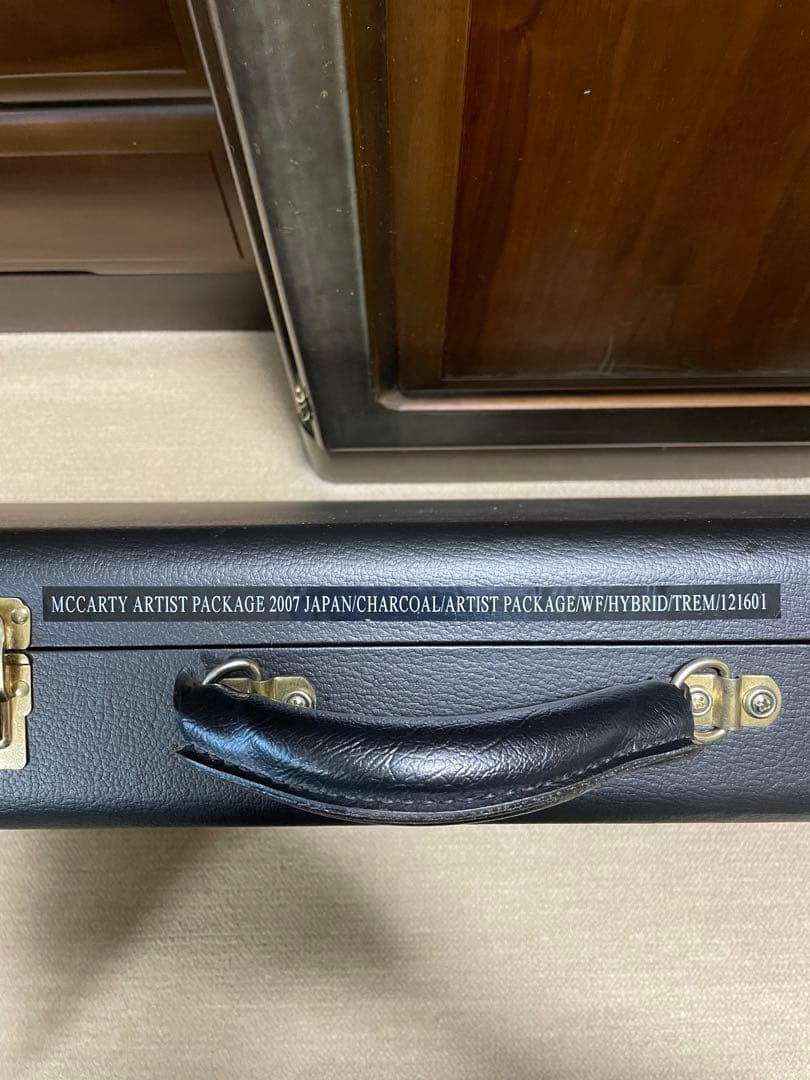 MCCARTY ARTIST PACKAGE 2007 JAPAN/CHARCOAL/ARTIST PACKAGE/WF/HYBRID/TREM/121601